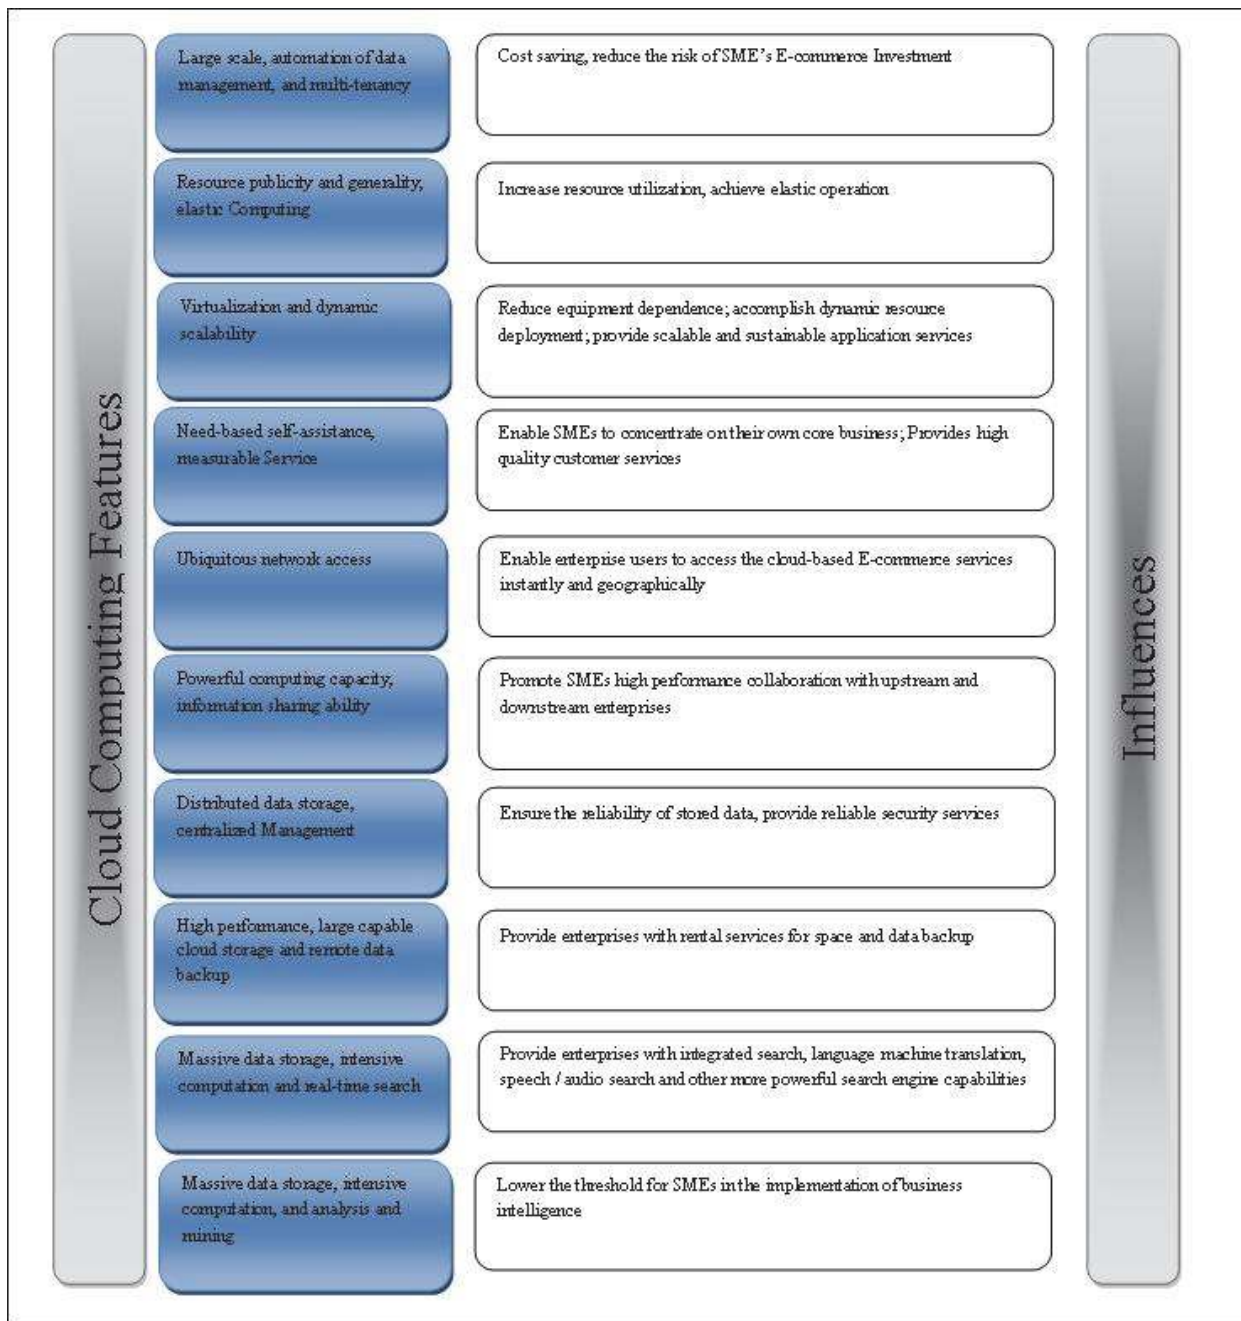 Cloud Computing Features
Large scale, automation of data
management, and multi-tenancy
Cost saving, reduce the risk of SME's E-commerce Investment
Resource publicity and generality,
elastic Computing
Increase resource utilization, achieve elastic operation
Virtualization and dynamic
scalability
Reduce equipment dependence; accomplish dynamic resource
deployment; provide scalable and sustainable application services
Need-based self-assistance,
measurable Service
Enable SMEs to concentrate on their own core business; Provides high
quality customer services
Ubiquitous network access
Enable enterprise users to access the cloud-based E-commerce services
instantly and geographically
Powerful computing capacity,
information sharing ability
Promote SMEs high performance collaboration with upstream and
downstream enterprises
Distributed data storage,
centralized Management
Ensure the reliability of stored data, provide reliable security services
High performance, large capable
cloud storage and remote data
backup
Provide enterprises with rental services for space and data backup
Massive data storage, intensive
computation and real-time search
Provide enterprises with integrated search, language machine translation,
speech / audio search and other more powerful search engine capabilities
Massive data storage, intensive
computation, and analysis and
mining
Lower the threshold for SMEs in the implementation of business
intelligence
Influences